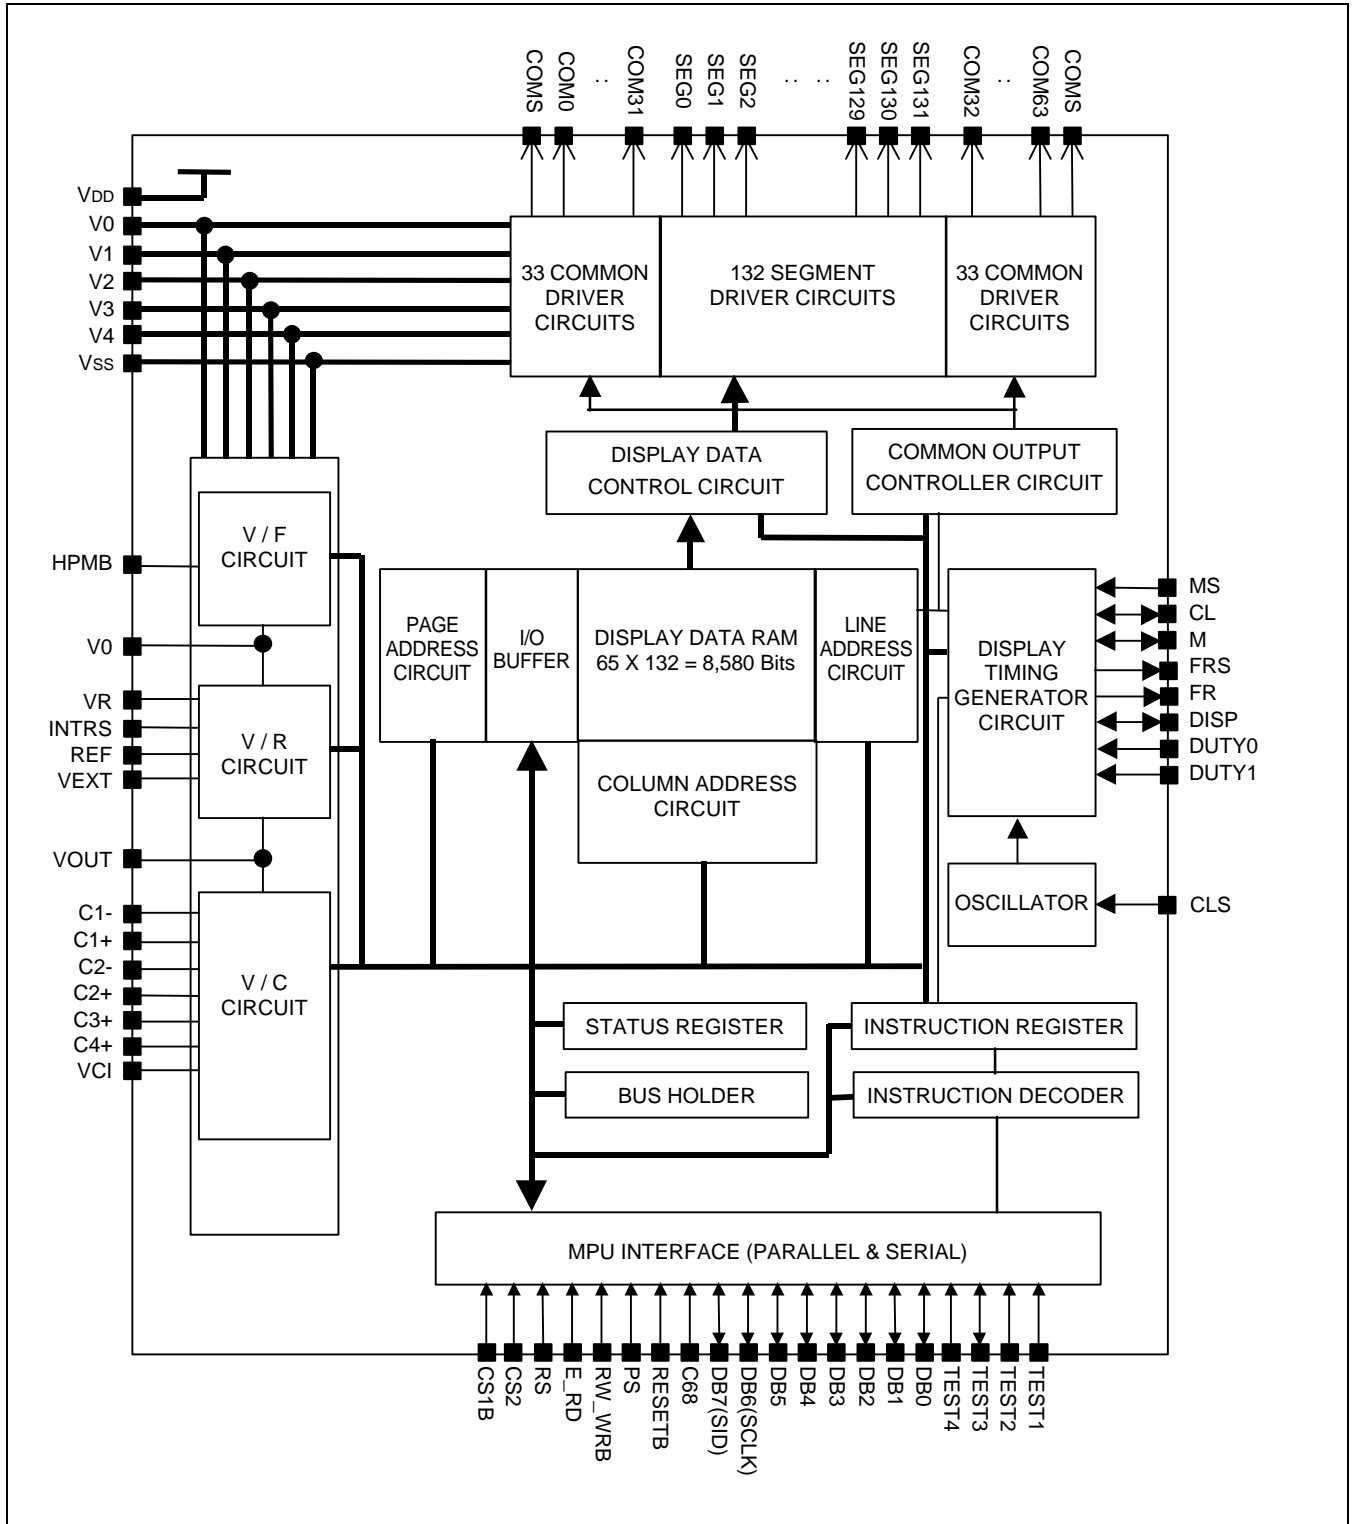 COMS
COM0
: :
COM31
SEG0
SEG1
SEG2
: :
: :
SEG129
SEG130
SEG131
COM32
: :
COM63
COMS
VDD
V0
V1
V2
V3
V4
VSS
33 COMMON
DRIVER
CIRCUITS
132 SEGMENT
DRIVER CIRCUITS
33 COMMON
DRIVER
CIRCUITS
DISPLAY DATA
CONTROL CIRCUIT
COMMON OUTPUT
CONTROLLER CIRCUIT
V / F
CIRCUIT
HPMB
V0
VR
INTRS
REF
VEXT
V / R
CIRCUIT
VOUT
C1-
C1+
C2-
C2+
C3+
C4+
VCI
V / C
CIRCUIT
PAGE
ADDRESS
CIRCUIT
I/O
BUFFER
DISPLAY DATA RAM
65 X 132 = 8,580 Bits
LINE
ADDRESS
CIRCUIT
COLUMN ADDRESS
CIRCUIT
DISPLAY
TIMING
GENERATOR
CIRCUIT
MS
CL
M
FRS
FR
DISP
DUTY0
DUTY1
OSCILLATOR
CLS
STATUS REGISTER
INSTRUCTION REGISTER
BUS HOLDER
INSTRUCTION DECODER
MPU INTERFACE (PARALLEL & SERIAL)
CS1B
CS2
RS
E_RD
RW_WRB
PS
RESETB
C68
DB7(SID)
DB6(SCLK)
DB5
DB4
DB3
DB2
DB1
DB0
TEST4
TEST3
TEST2
TEST1